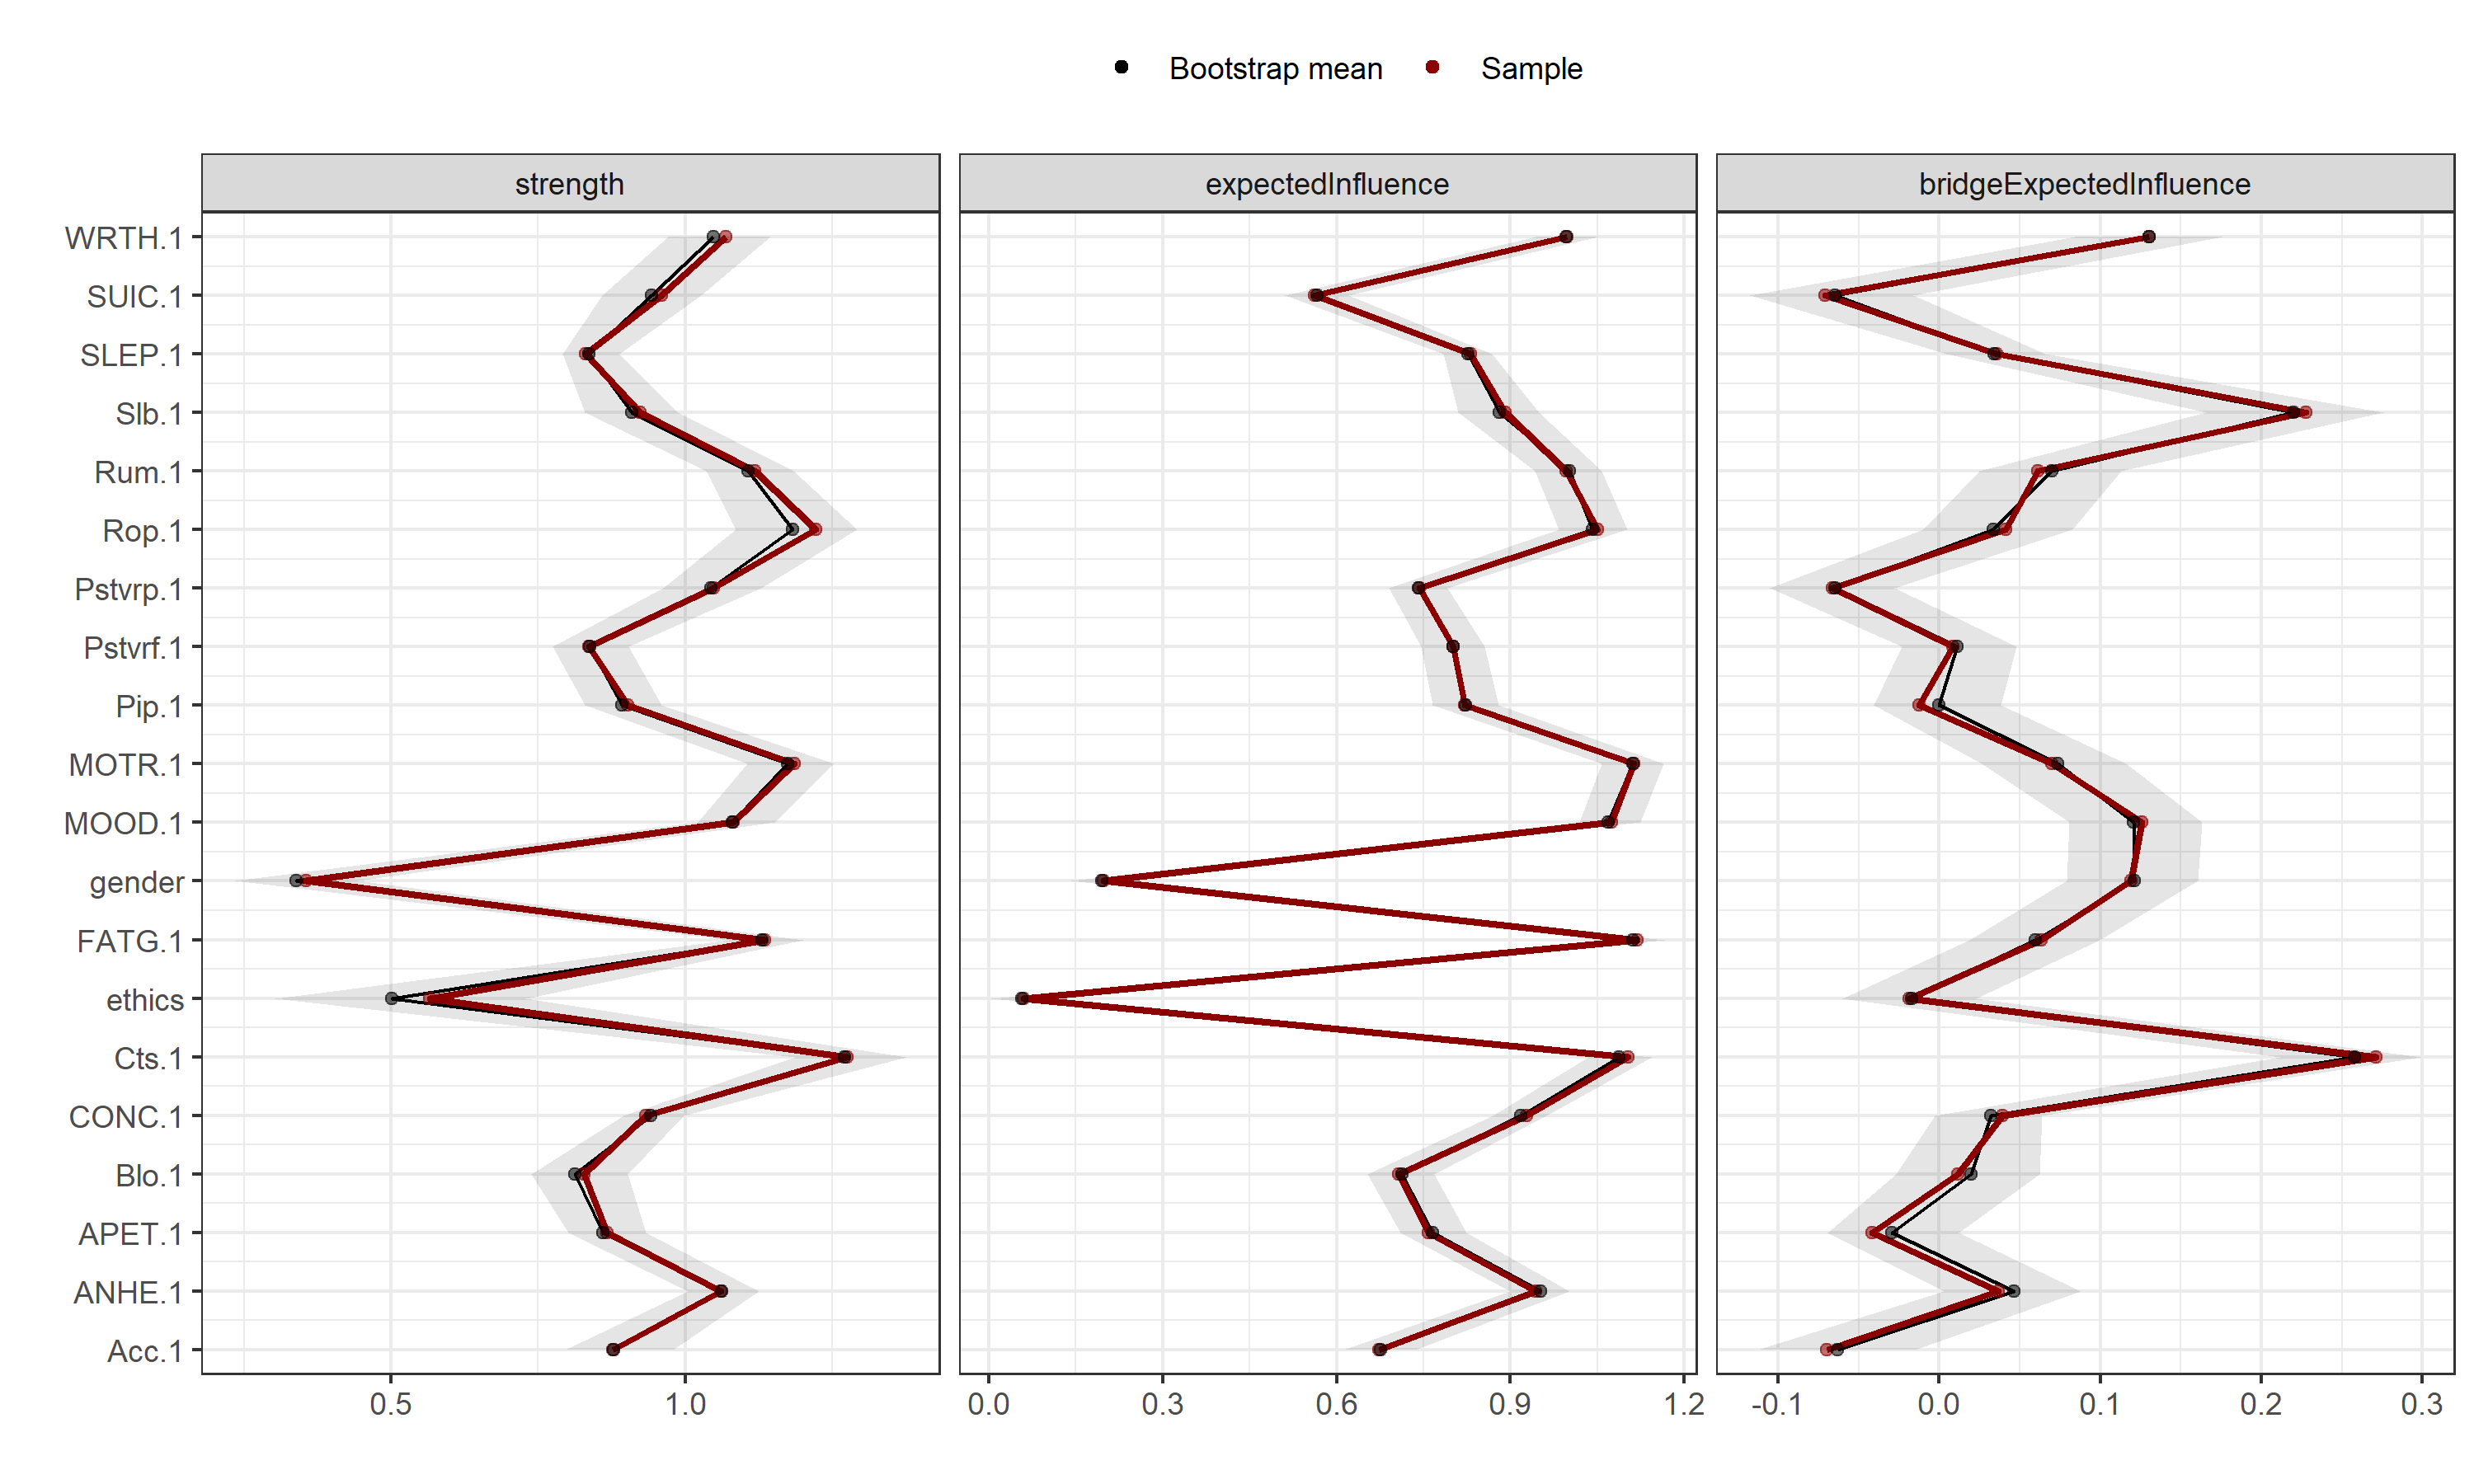 Bootstrap mean Sample
strength expectedInfluence bridgeExpectedInfluence
WRTH.1
SUIC.1
SLEP.1
Slb.1
Rum.1
Rop.1
Pstvrp.1
Pstvrf.1
Pip.1
MOTR.1
MOOD.1
gender
FATG.1
ethics
Cts.1
CONC.1
Blo.1
APET.1
ANHE.1
Acc.1
0.5 1.0 0.0 0.3 0.6 0.9 1.2 -0.1 0.0 0.1 0.2 0.3